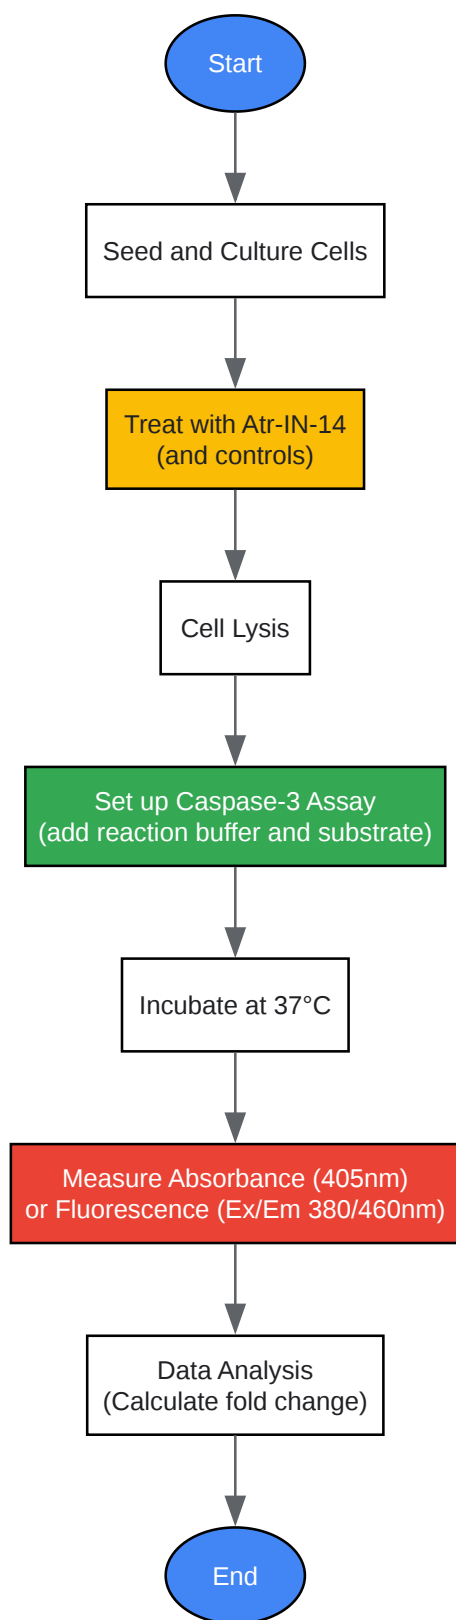 Start
Seed and Culture Cells
Treat with Atr-IN-14
(and controls)
Cell Lysis
Set up Caspase-3 Assay
(add reaction buffer and substrate)
Incubate at 37°C
Measure Absorbance (405nm)
or Fluorescence (Ex/Em 380/460nm)
Data Analysis
(Calculate fold change)
End